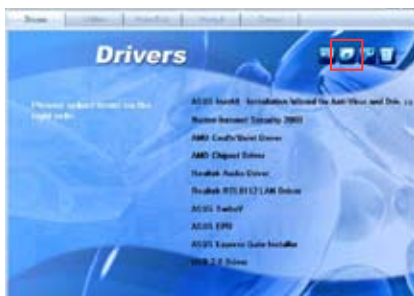 Drivers
Please select items on the
right side.
ASUS InstAll - Installation Wizard for Anti-Virus and Driv
Norton Internet Security 2009
AMD Cool'n'Quiet Driver
AMD Chipset Driver
Realtek Audio Driver
Realtek RTL8112 LAN Driver
ASUS TurboV
ASUS EPU
ASUS Express Gate Installer
USB 2.0 Driver